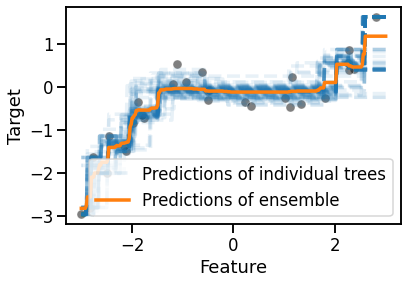 1
0
−1
−2
−3
Target
Predictions of individual trees
Predictions of ensemble
−2
0
2
Feature